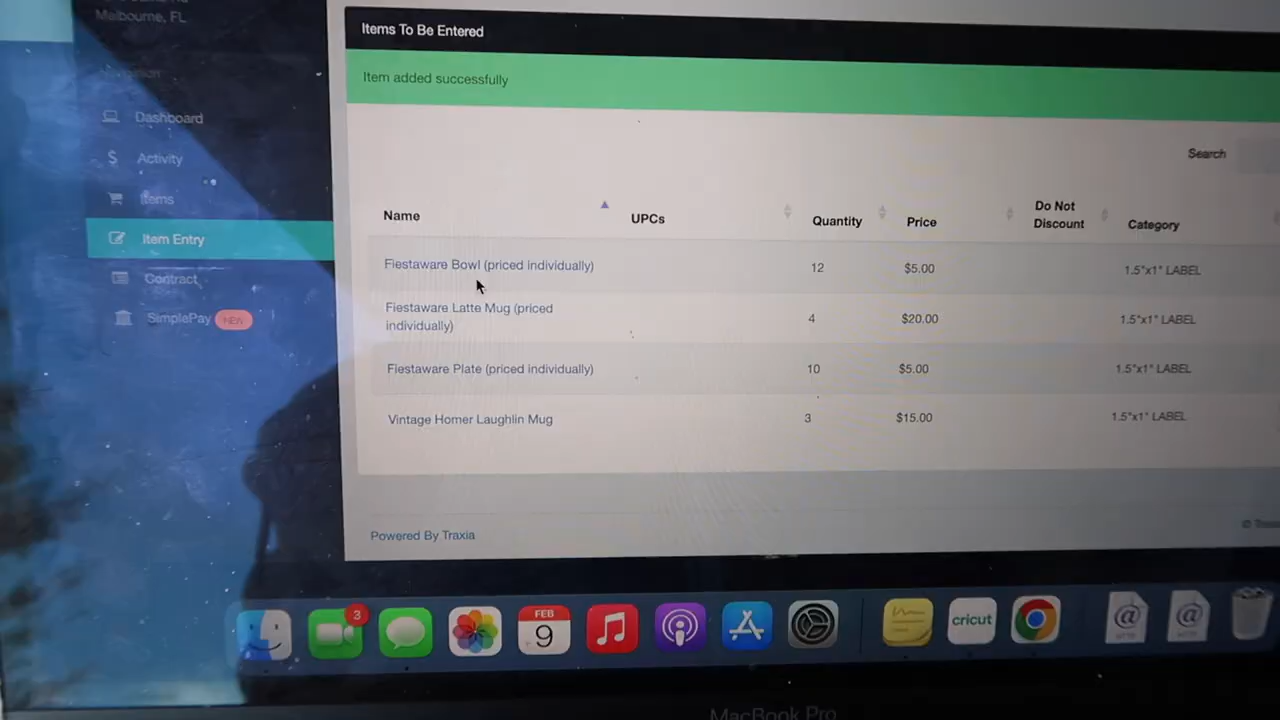 Melbourne, FL
Items To Be Entered
Item added successfully
Dashboard
Activity
Items
Item Entry
Contract
SimplePay NEW
Search
Name
UPCs
Quantity
Price
Do Not
Discount
Category
Fiestaware Bowl (priced individually)
12
$5.00
1.5"x1" LABEL
Fiestaware Latte Mug (priced
individually)
4
$20.00
1.5"x1" LABEL
Fiestaware Plate (priced individually)
10
$5.00
1.5"x1" LABEL
Vintage Homer Laughlin Mug
3
$15.00
1.5"x1" LABEL
Powered By Traxia
3
FEB
9
cricut
@
@
MacBook Pro